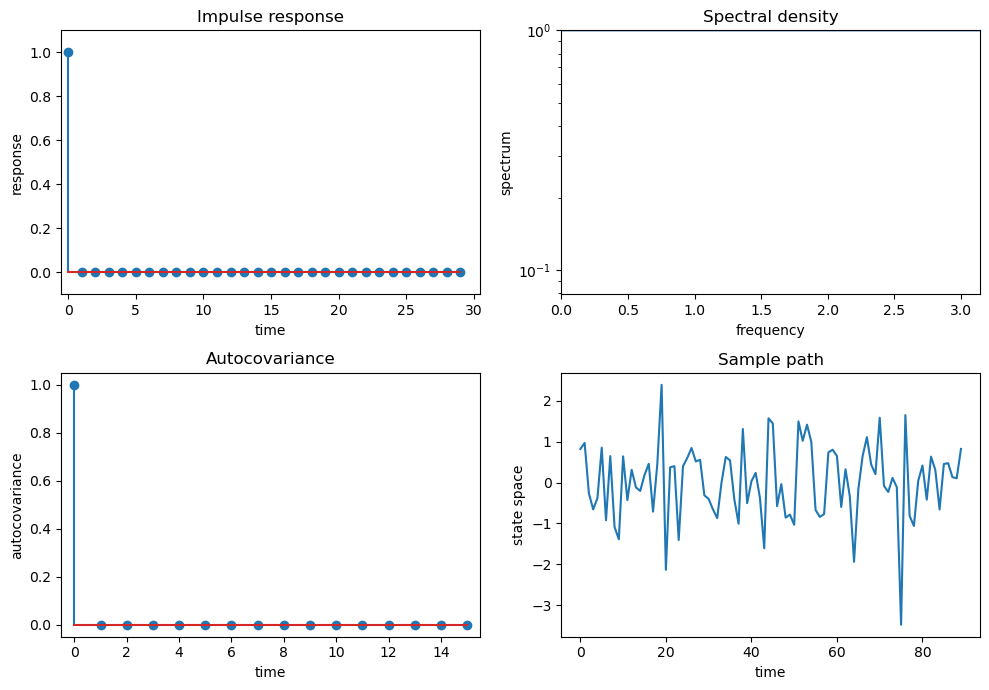 Impulse response
response
1.0
0.8
0.6
0.4
0.2
0.0
0 5 10 15 20 25 30
time
Spectral density
spectrum
10⁰
10⁻¹
0.0 0.5 1.0 1.5 2.0 2.5 3.0
frequency
Autocovariance
autocovariance
1.0
0.8
0.6
0.4
0.2
0.0
0 2 4 6 8 10 12 14
time
Sample path
state space
2
1
0
−1
−2
−3
0 20 40 60 80
time